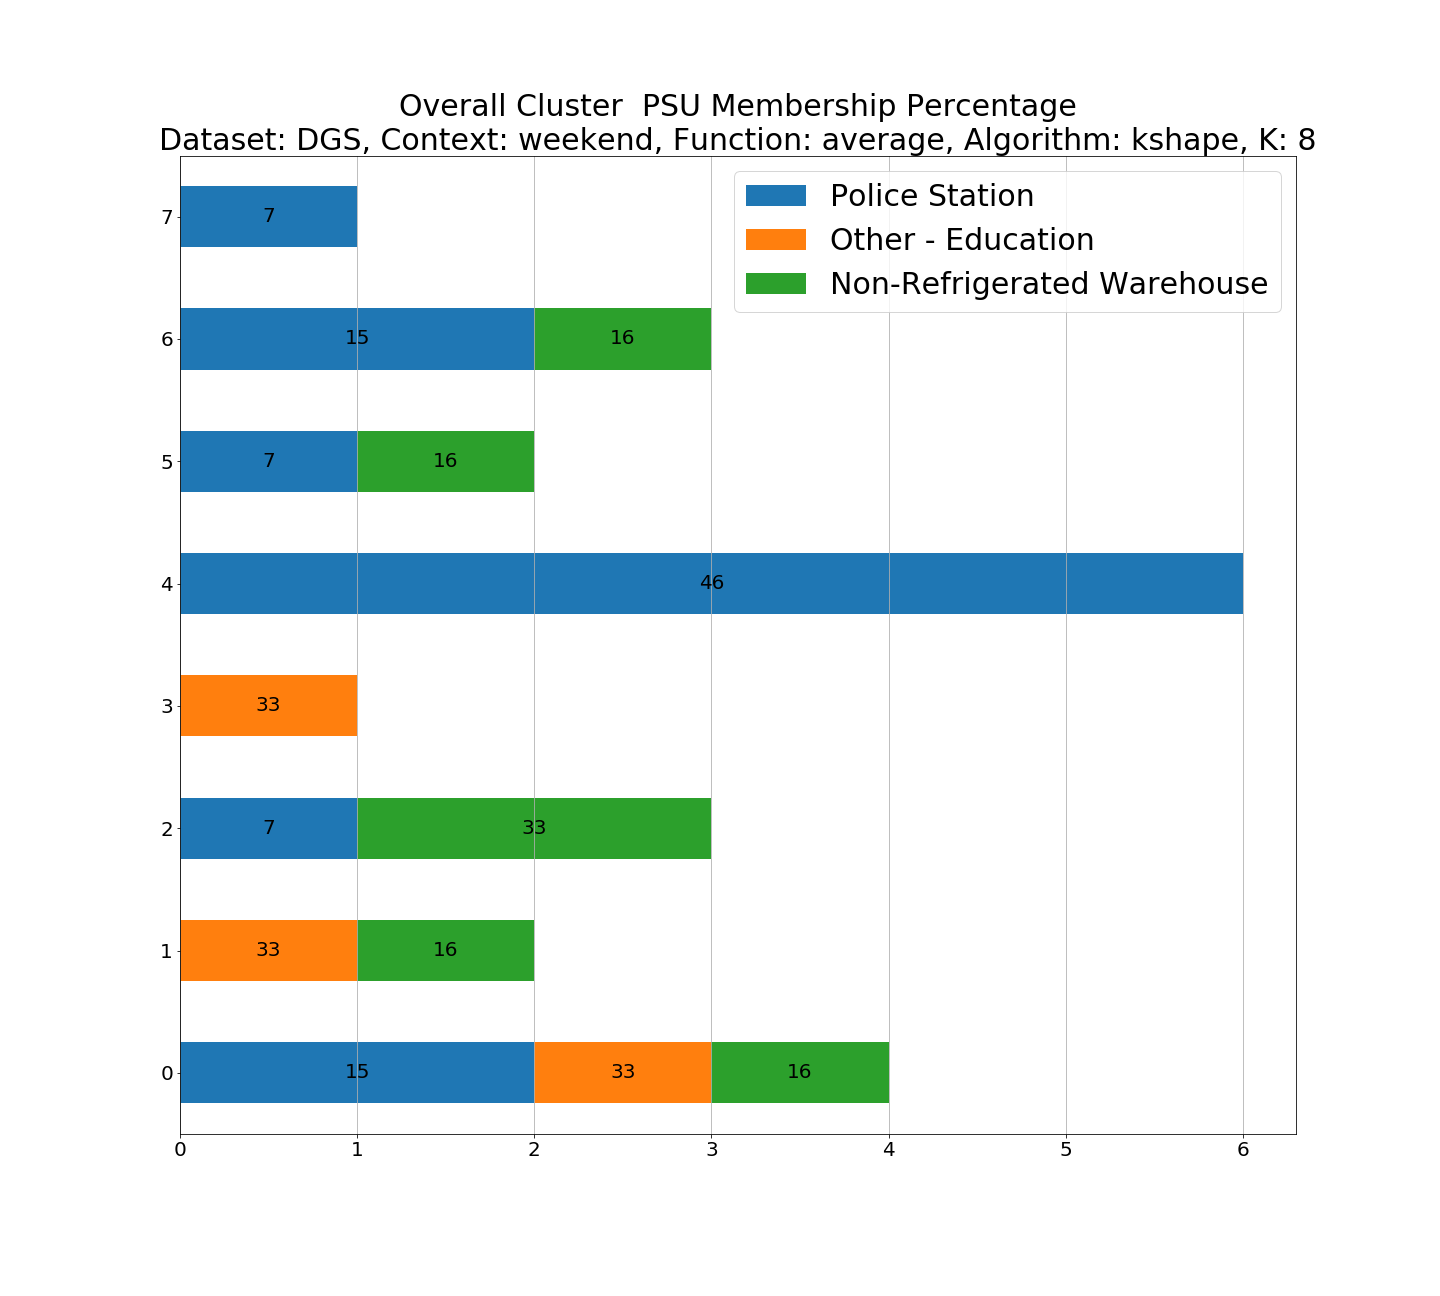 Overall Cluster  PSU Membership Percentage
Dataset: DGS, Context: weekend, Function: average, Algorithm: kshape, K: 8
Police Station
Other - Education
Non-Refrigerated Warehouse
7 7
6 15 16
5 7 16
4 46
3 33
2 7 33
1 33 16
0 15 33 16
0 1 2 3 4 5 6